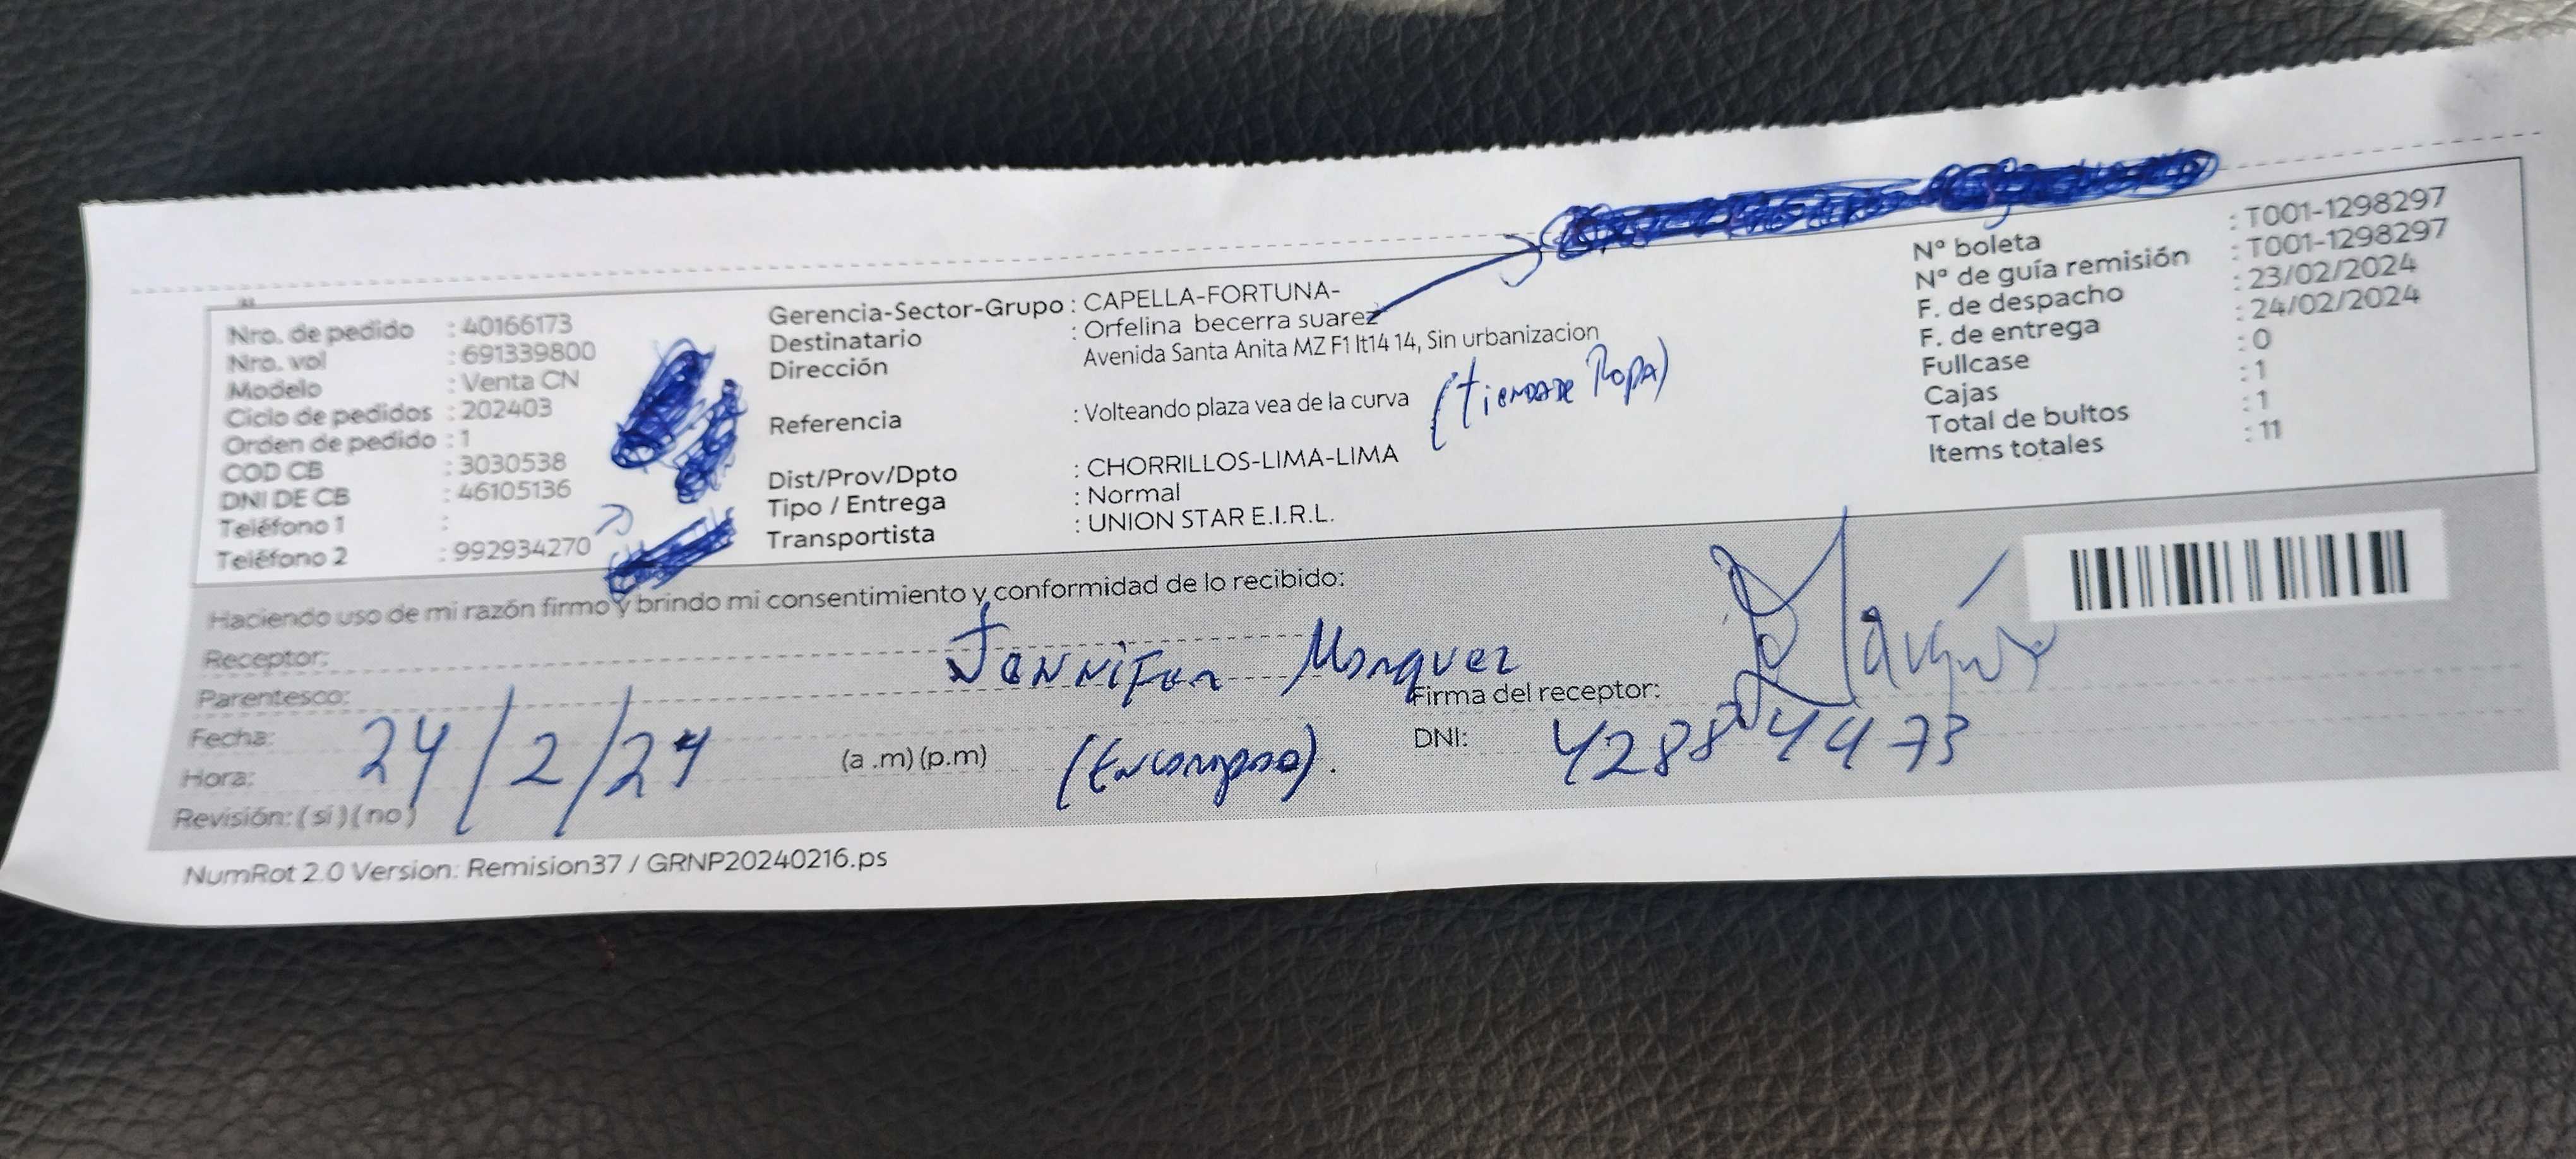 Nro. de pedido : 40166173
Nro. vol : 691339800
Modelo : Venta CN
Ciclo de pedidos : 202403
Orden de pedido : 1
COD CB : 3030538
DNI DE CB : 46105136
Teléfono 1 :
Teléfono 2 : 992934270
Gerencia-Sector-Grupo : CAPELLA-FORTUNA-
Destinatario : Orfelina becerra suarez
Dirección Avenida Santa Anita MZ F1 lt14 14, Sin urbanizacion
Referencia : Volteando plaza vea de la curva (tienda de Ropa)
Dist/Prov/Dpto : CHORRILLOS-LIMA-LIMA
Tipo / Entrega : Normal
Transportista : UNION STAR E.I.R.L.
N° boleta : T001-1298297
N° de guía remisión : T001-1298297
F. de despacho : 23/02/2024
F. de entrega : 24/02/2024
Fullcase : 0
Cajas : 1
Total de bultos : 1
Items totales : 11
Haciendo uso de mi razón firmo y brindo mi consentimiento y conformidad de lo recibido:
Receptor: Jennifer Marquez
Parentesco:
Firma del receptor:
Fecha: 24/2/24
Hora: (a .m) (p.m)
DNI: 42884473
Revisión: ( si ) ( no )
NumRot 2.0 Version: Remision37 / GRNP20240216.ps